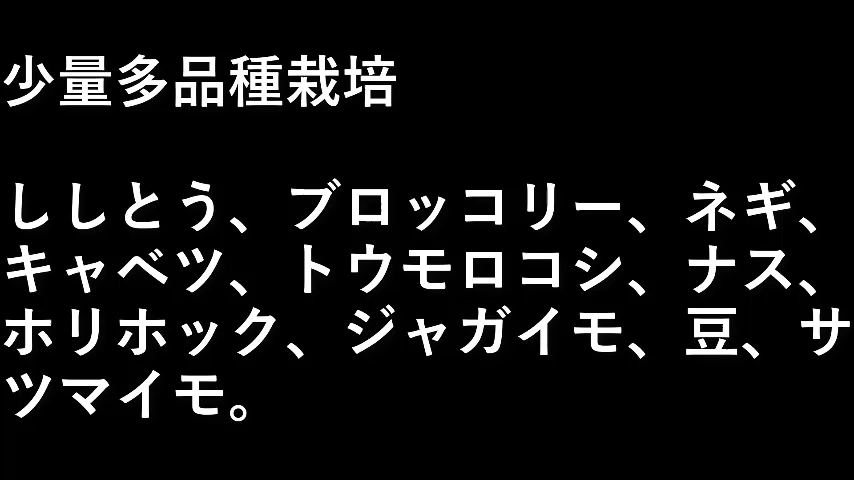 少量多品種栽培
ししとう、ブロッコリー、ネギ、
キャベツ、トウモロコシ、ナス、
ホリホック、ジャガイモ、豆、サ
ツマイモ。